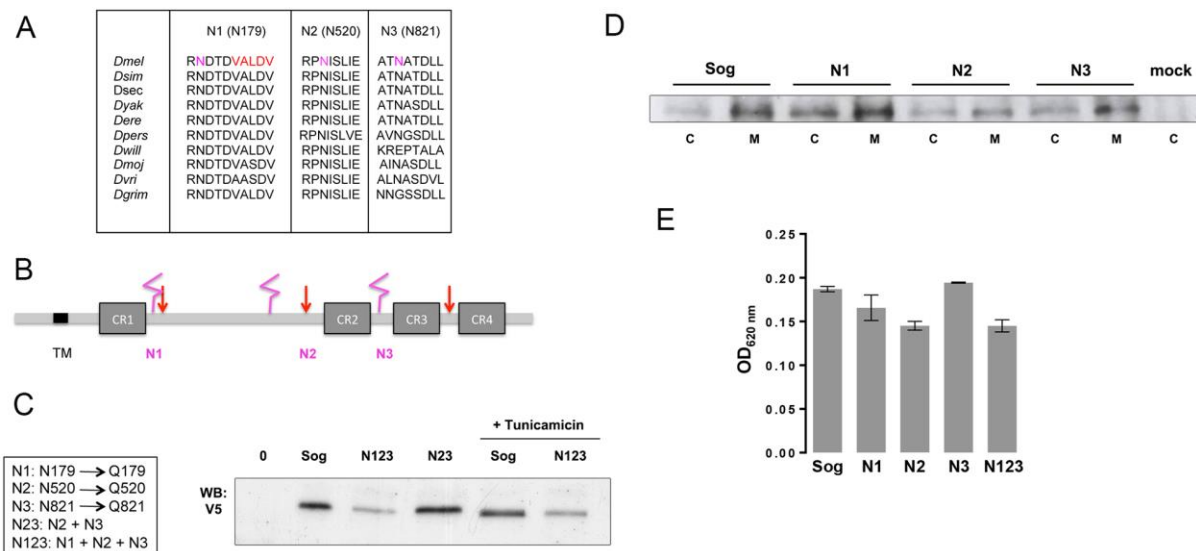 A
N1 (N179) N2 (N520) N3 (N821)
Dmel RNDTDVALDV RPNISLIE ATNATDLL
Dsim RNDTDVALDV RPNISLIE ATNATDLL
Dsec RNDTDVALDV RPNISLIE ATNATDLL
Dyak RNDTDVALDV RPNISLIE ATNASDLL
Dere RNDTDVALDV RPNISLIE ATNATDLL
Dpers RNDTDVALDV RPNISLVE AVNGSDLL
Dwill RNDTDVALDV RPNISLIE KREPTALA
Dmoj RNDTDVASDV RPNISLIE AINASDLL
Dvri RNDTDAASDV RPNISLIE ALNASDVL
Dgrim RNDTDVALDV RPNISLIE NNGSSDLL
B
CR1 CR2 CR3 CR4
TM N1 N2 N3
C
N1: N179 → Q179
N2: N520 → Q520
N3: N821 → Q821
N23: N2 + N3
N123: N1 + N2 + N3
+ Tunicamicin
0 Sog N123 N23 Sog N123
WB:
V5
D
Sog N1 N2 N3 mock
C M C M C M C M C
E
OD620 nm
0.25
0.20
0.15
0.10
0.05
0.00
Sog N1 N2 N3 N123